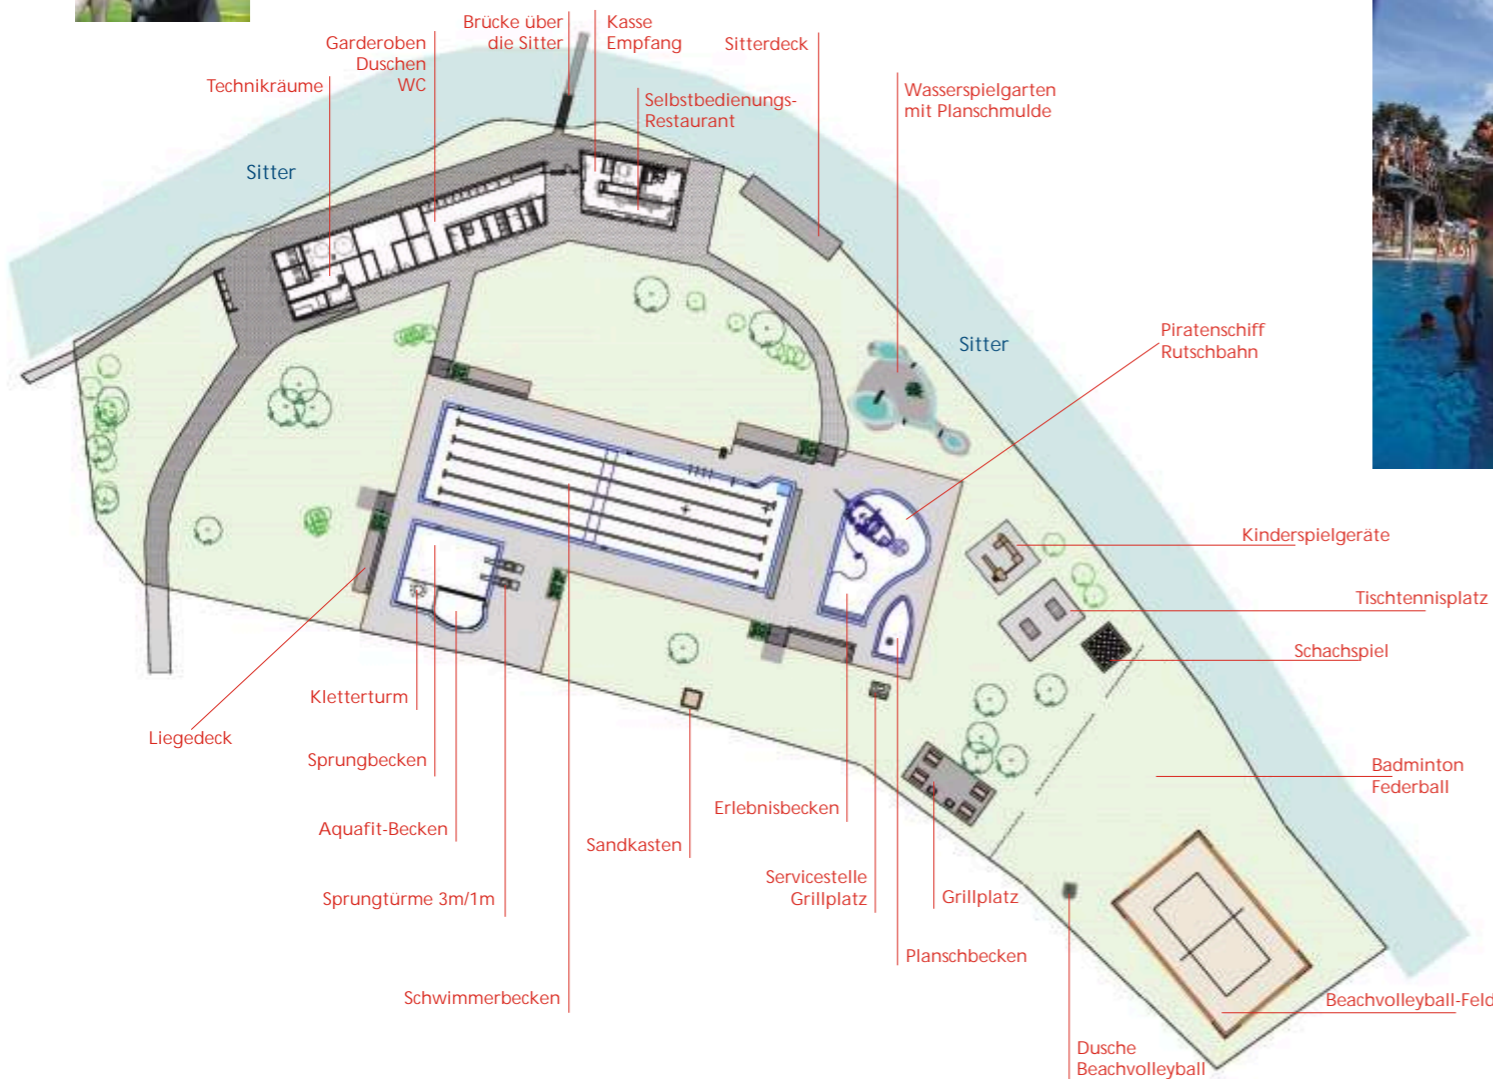 Brücke über
die Sitter
Kasse
Empfang
Garderoben
Duschen
WC
Sitterdeck
Technikräume
Selbstbedienungs-
Restaurant
Wasserspielgarten
mit Planschmulde
Sitter
Sitter
Piratenschiff
Rutschbahn
Kinderspielgeräte
Tischtennisplatz
Schachspiel
Kletterturm
Liegedeck
Sprungbecken
Badminton
Federball
Erlebnisbecken
Aquafit-Becken
Sandkasten
Servicestelle
Grillplatz
Grillplatz
Sprungtürme 3m/1m
Planschbecken
Schwimmerbecken
Beachvolleyball-Feld
Dusche
Beachvolleyball